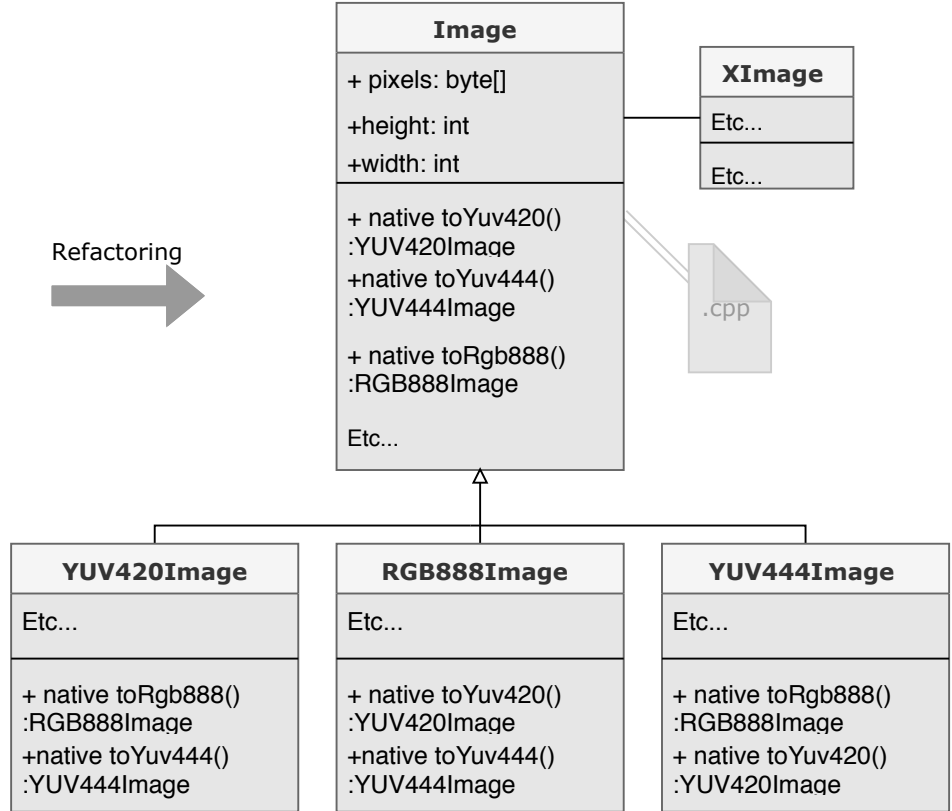 Image
+ pixels: byte[]
+height: int
+width: int
+ native toYuv420()
:YUV420Image
+native toYuv444()
:YUV444Image
+ native toRgb888()
:RGB888Image
Etc...
XImage
Etc...
Etc...
Refactoring
.cpp
YUV420Image
Etc...
+ native toRgb888()
:RGB888Image
+native toYuv444()
:YUV444Image
RGB888Image
Etc...
+ native toYuv420()
:YUV420Image
+native toYuv444()
:YUV444Image
YUV444Image
Etc...
+ native toRgb888()
:RGB888Image
+ native toYuv420()
:YUV420Image